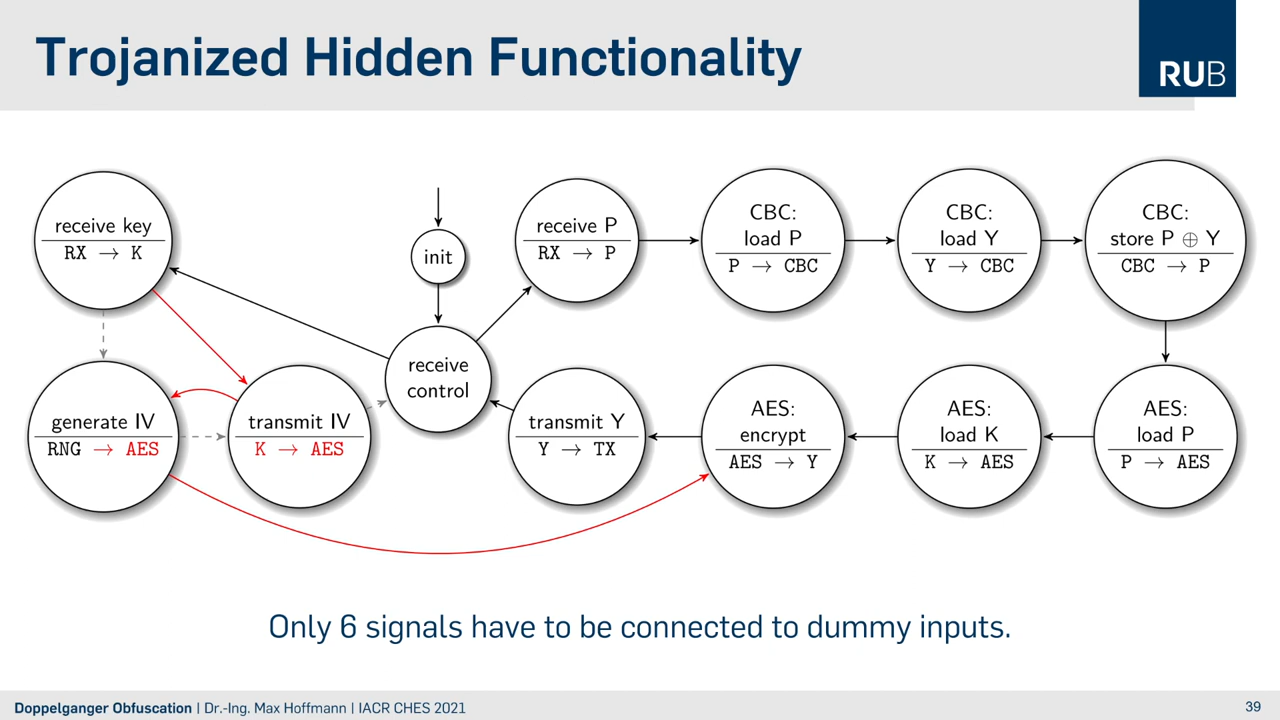 Trojanized Hidden Functionality
RUB
receive key
RX → K
init
receive P
RX → P
CBC:
load P
P → CBC
CBC:
load Y
Y → CBC
CBC:
store P ⊕ Y
CBC → P
receive
control
generate IV
RNG → AES
transmit IV
K → AES
transmit Y
Y → TX
AES:
encrypt
AES → Y
AES:
load K
K → AES
AES:
load P
P → AES
Only 6 signals have to be connected to dummy inputs.
Doppelganger Obfuscation | Dr.-Ing. Max Hoffmann | IACR CHES 2021
39